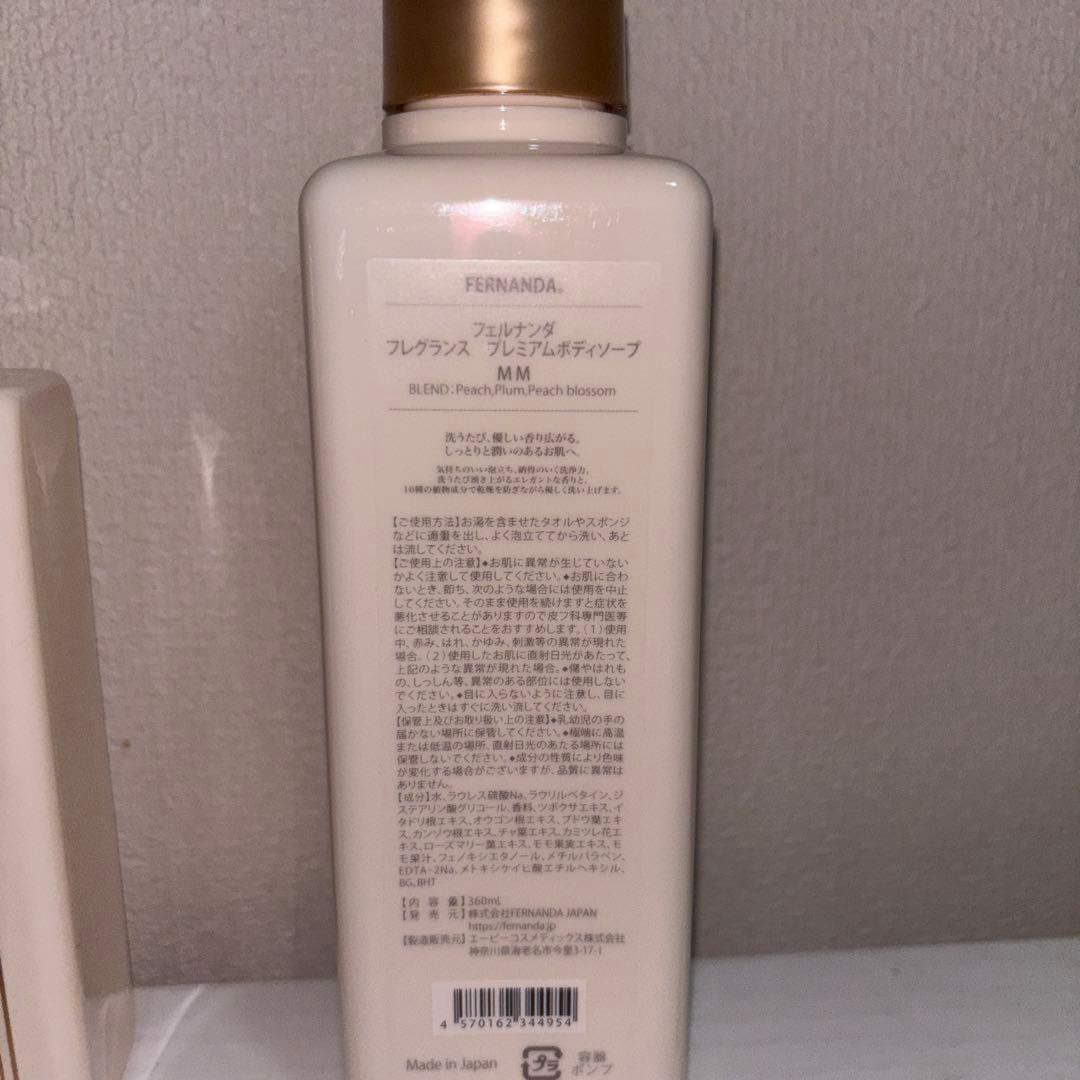 FERNANDA®
フェルナンダ
フレグランス プレミアムボディソープ
MM
BLEND:Peach,Plum,Peach blossom
洗うたび、優しい香り広がる。
しっとりと潤いのあるお肌へ。
気持ちのいい泡立ち、納得のいく洗浄力。
洗うたび湧き上がるエレガントな香りと、
10種の植物成分で乾燥を防ぎながら優しく洗い上げます。
【ご使用方法】お湯を含ませたタオルやスポンジ
などに適量を出し、よく泡立ててから洗い、あと
は流してください。
【ご使用上の注意】◆お肌に異常が生じていない
かよく注意して使用してください。◆お肌に合わ
ないとき、即ち、次のような場合には使用を中止
してください。そのまま使用を続けますと症状を
悪化させることがありますので皮フ科専門医等
にご相談されることをおすすめします。（1）使用
中、赤み、はれ、かゆみ、刺激等の異常が現れた
場合。（2）使用したお肌に直射日光があたって、
上記のような異常が現れた場合。◆傷やはれも
の、しっしん等、異常のある部位には使用しない
でください。◆目に入らないように注意し、目に
入ったときはすぐに洗い流してください。
【保管上及びお取り扱い上の注意】◆乳幼児の手の
届かない場所に保管してください。◆極端に高温
または低温の場所、直射日光のあたる場所には
保管しないでください。◆成分の性質により色味
が変化する場合がございますが、品質に異常は
ありません。
【成分】水、ラウレス硫酸Na、ラウリルベタイン、ジ
ステアリン酸グリコール、香料、ツボクサエキス、イ
タドリ根エキス、オウゴン根エキス、ブドウ葉エキ
ス、カンゾウ根エキス、チャ葉エキス、カミツレ花エ
キス、ローズマリー葉エキス、モモ果実エキス、モ
モ果汁、フェノキシエタノール、メチルパラベン、
EDTA-2Na、メトキシケイヒ酸エチルヘキシル、
BG、BHT
【内容量】360mL
【発売元】株式会社FERNANDA JAPAN
https://fernanda.jp
【製造販売元】エービーコスメティックス株式会社
神奈川県海老名市今里3-17-1
4 570162 344954
Made in Japan プラ 容器
ポンプ